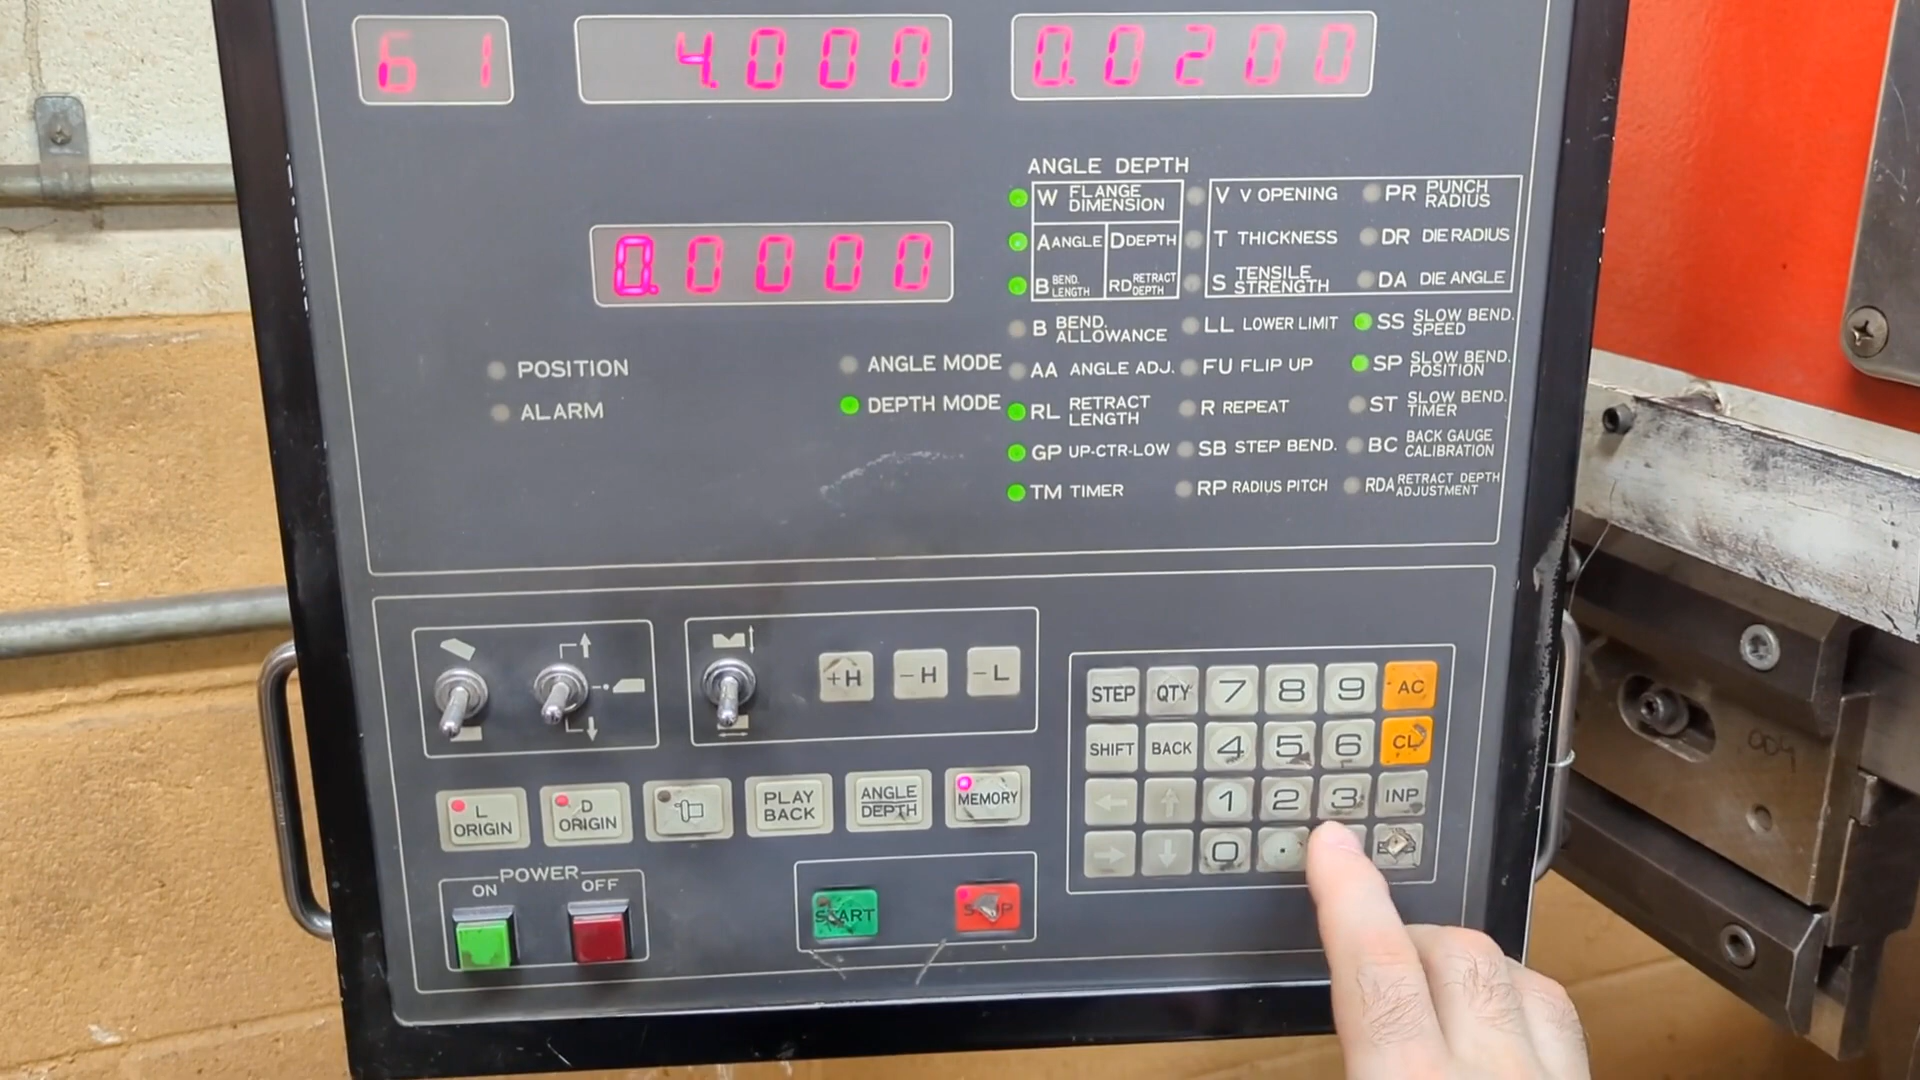 61
4.000
0.0200
0.0000
ANGLE DEPTH
W FLANGE DIMENSION
A ANGLE
D DEPTH
B BEND. LENGTH
RD RETRACT DEPTH
V V OPENING
T THICKNESS
S TENSILE STRENGTH
PR PUNCH RADIUS
DR DIE RADIUS
DA DIE ANGLE
B BEND. ALLOWANCE
LL LOWER LIMIT
SS SLOW BEND. SPEED
POSITION
ANGLE MODE
AA ANGLE ADJ.
FU FLIP UP
SP SLOW BEND. POSITION
ALARM
DEPTH MODE
RL RETRACT LENGTH
R REPEAT
ST SLOW BEND. TIMER
GP UP-CTR-LOW
SB STEP BEND.
BC BACK GAUGE CALIBRATION
TM TIMER
RP RADIUS PITCH
RDA RETRACT DEPTH ADJUSTMENT
+H
-H
-L
STEP
QTY
7
8
9
AC
SHIFT
BACK
4
5
6
CL
1
2
3
INP
0
.
L ORIGIN
D ORIGIN
PLAY BACK
ANGLE DEPTH
MEMORY
POWER
ON
OFF
START
004